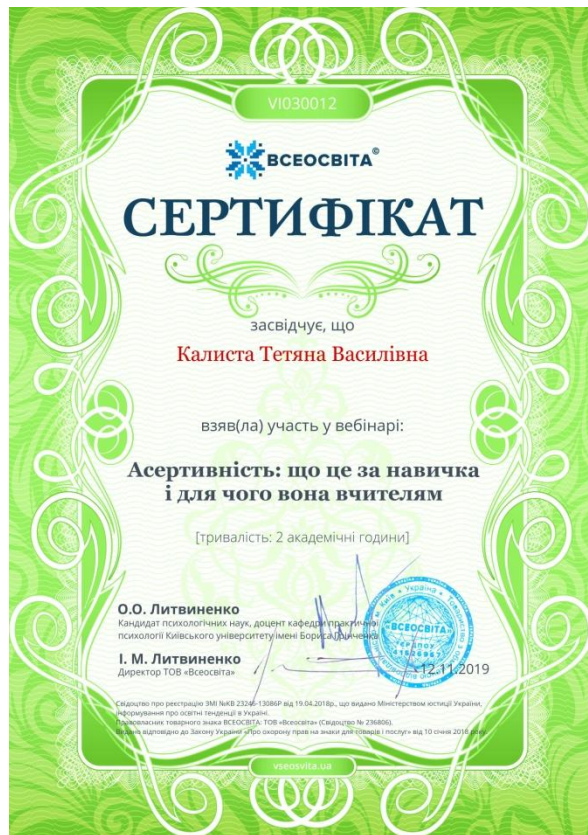 VI030012
ВСЕОСВІТА©
СЕРТИФІКАТ
засвідчує, що
Калиста Тетяна Василівна
взяв(ла) участь у вебінарі:
Асертивність: що це за навичка
і для чого вона вчителям
[тривалість: 2 академічні години]
О.О. Литвиненко
Кандидат психологічних наук, доцент кафедри практичної
психології Київського університету імені Бориса Грінченка
І. М. Литвиненко
Директор ТОВ «Всеосвіта»
«ВСЕОСВІТА»
12.11.2019
Свідоцтво про реєстрацію ЗМІ №КВ 23246-13086Р від 19.04.2018р., що видано Міністерством юстиції України,
інформування про освітні тенденції в Україні.
Правовласник товарного знака ВСЕОСВІТА: ТОВ «Всеосвіта» (Свідоцтво № 236806).
Видано відповідно до Закону України «Про охорону прав на знаки для товарів і послуг» від 10 січня 2018 року.
vseosvita.ua